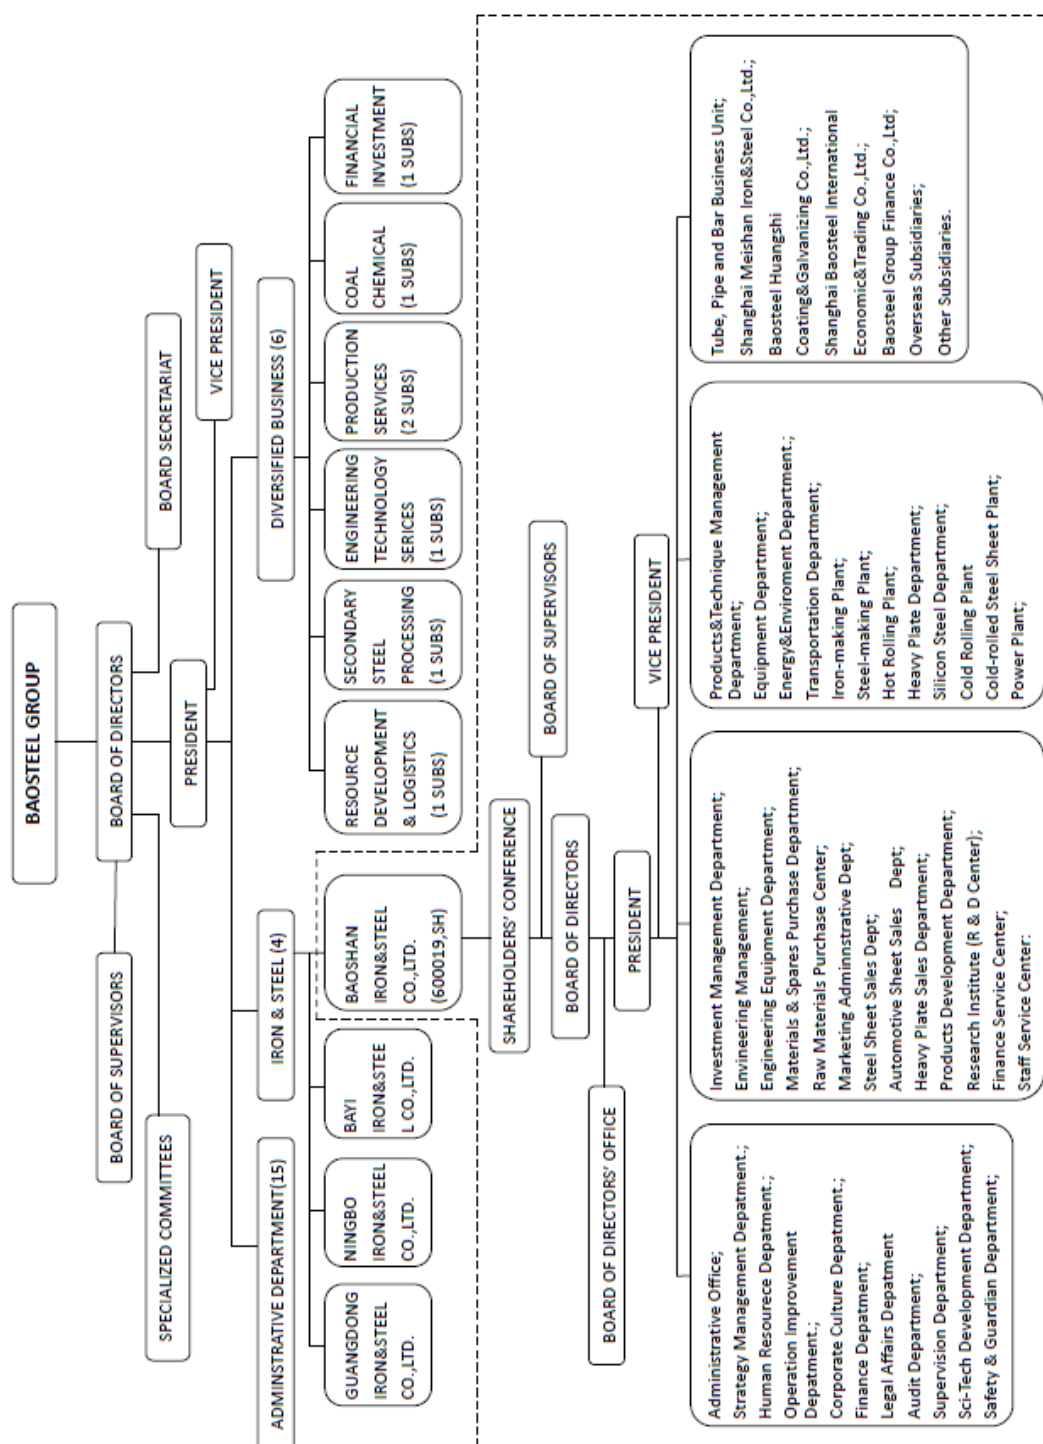 BAOSTEEL GROUP
BOARD OF SUPERVISORS
BOARD OF DIRECTORS
SPECIALIZED COMMITTEES
BOARD SECRETARIAT
PRESIDENT
VICE PRESIDENT
ADMINSTRATIVE DEPARTMENT(15)
IRON & STEEL (4)
DIVERSIFIED BUSINESS (6)
GUANGDONG
IRON&STEEL
CO.,LTD.
NINGBO
IRON&STEEL
CO.,LTD.
BAYI
IRON&STEE
L CO.,LTD.
BAOSHAN
IRON&STEEL
CO.,LTD.
(600019,SH)
RESOURCE
DEVELOPMENT
& LOGISTICS
(1 SUBS)
SECONDARY
STEEL
PROCESSING
(1 SUBS)
ENGINEERING
TECHNOLOGY
SERICES
(1 SUBS)
PRODUCTION
SERVICES
(2 SUBS)
COAL
CHEMICAL
(1 SUBS)
FINANCIAL
INVESTMENT
(1 SUBS)
SHAREHOLDERS' CONFERENCE
BOARD OF SUPERVISORS
BOARD OF DIRECTORS
BOARD OF DIRECTORS' OFFICE
PRESIDENT
VICE PRESIDENT
Administrative Office;
Strategy Management Depatment.;
Human Resourece Depatment.;
Operation Improvement
Depatment.;
Corporate Culture Depatment.;
Finance Depatment;
Legal Affairs Depatment
Audit Department;
Supervision Department;
Sci-Tech Development Department;
Safety & Guardian Department;
Investment Management Department;
Envineering Management;
Engineering Equipment Department;
Materials & Spares Purchase Department;
Raw Materials Purchase Center;
Marketing Adminnstrative Dept;
Steel Sheet Sales Dept;
Automotive Sheet Sales Dept;
Heavy Plate Sales Department;
Products Development Department;
Research Institute (R & D Center);
Finance Service Center;
Staff Service Center:
Products&Technique Management
Department;
Equipment Department;
Energy&Enviroment Department.;
Transportation Department;
Iron-making Plant;
Steel-making Plant;
Hot Rolling Plant;
Heavy Plate Department;
Silicon Steel Department;
Cold Rolling Plant
Cold-rolled Steel Sheet Plant;
Power Plant;
Tube, Pipe and Bar Business Unit;
Shanghai Meishan Iron&Steel Co.,Ltd.;
Baosteel Huangshi
Coating&Galvanizing Co.,Ltd.;
Shanghai Baosteel International
Economic&Trading Co.,Ltd.;
Baosteel Group Finance Co.,Ltd;
Overseas Subsidiaries;
Other Subsidiaries.